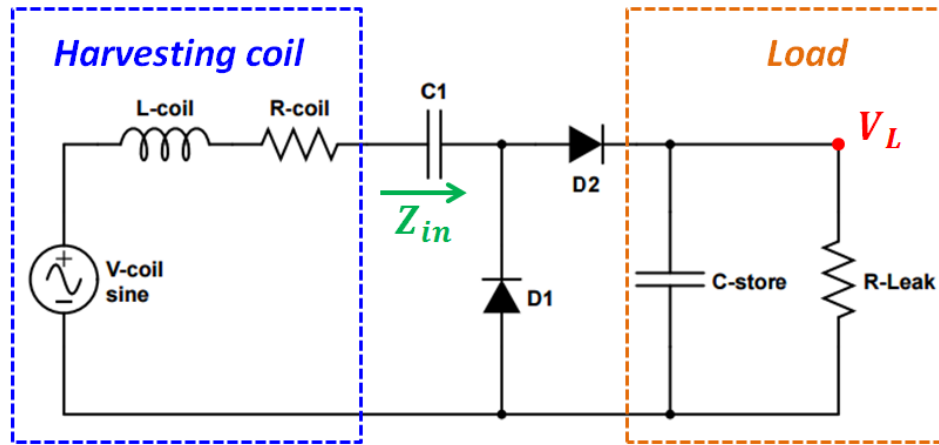 Harvesting coil
Load
L-coil
R-coil
C1
V_L
D2
Z_in
V-coil
sine
+
−
D1
C-store
R-Leak